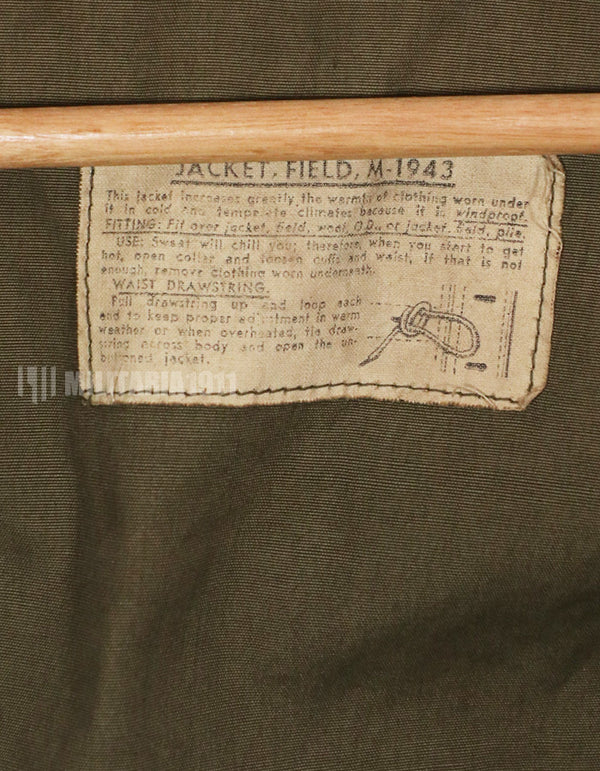 JACKET, FIELD, M-1943
This jacket increases greatly the warmth of clothing worn under
it in cold and temperate climates because it is windproof.
FITTING: Fit over jacket, field, wool, O.D., or jacket, field, pile.
USE: Sweat will chill you; therefore, when you start to get
hot, open collar and loosen cuffs and waist, if that is not
enough, remove clothing worn underneath.
WAIST DRAWSTRING.
Pull drawstring up and loop each
end to keep proper adjustment in warm
weather or when overheated, tie draw-
string across body and open the un-
buttoned jacket.
MILITARIA1911